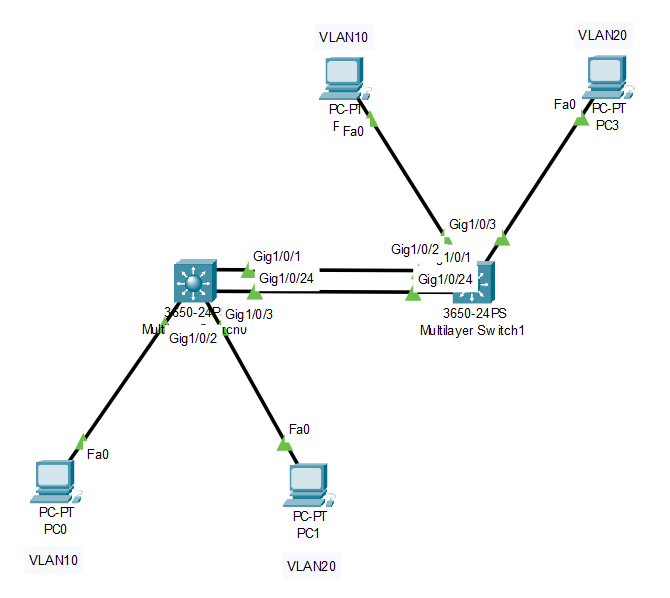 VLAN10
VLAN20
PC-PT
Fa0
Fa0
PC-PT
PC3
Gig1/0/3
Gig1/0/2
Gig1/0/1
Gig1/0/1
Gig1/0/24
Gig1/0/24
3650-24PS
Multilayer Switch1
3650-24P
Gig1/0/3
Gig1/0/2
Fa0
Fa0
PC-PT
PC0
PC-PT
PC1
VLAN10
VLAN20